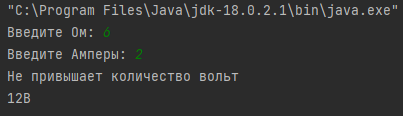 "C:\Program Files\Java\jdk-18.0.2.1\bin\java.exe"
Введите Ом: 6
Введите Амперы: 2
Не привышает количество вольт
12В